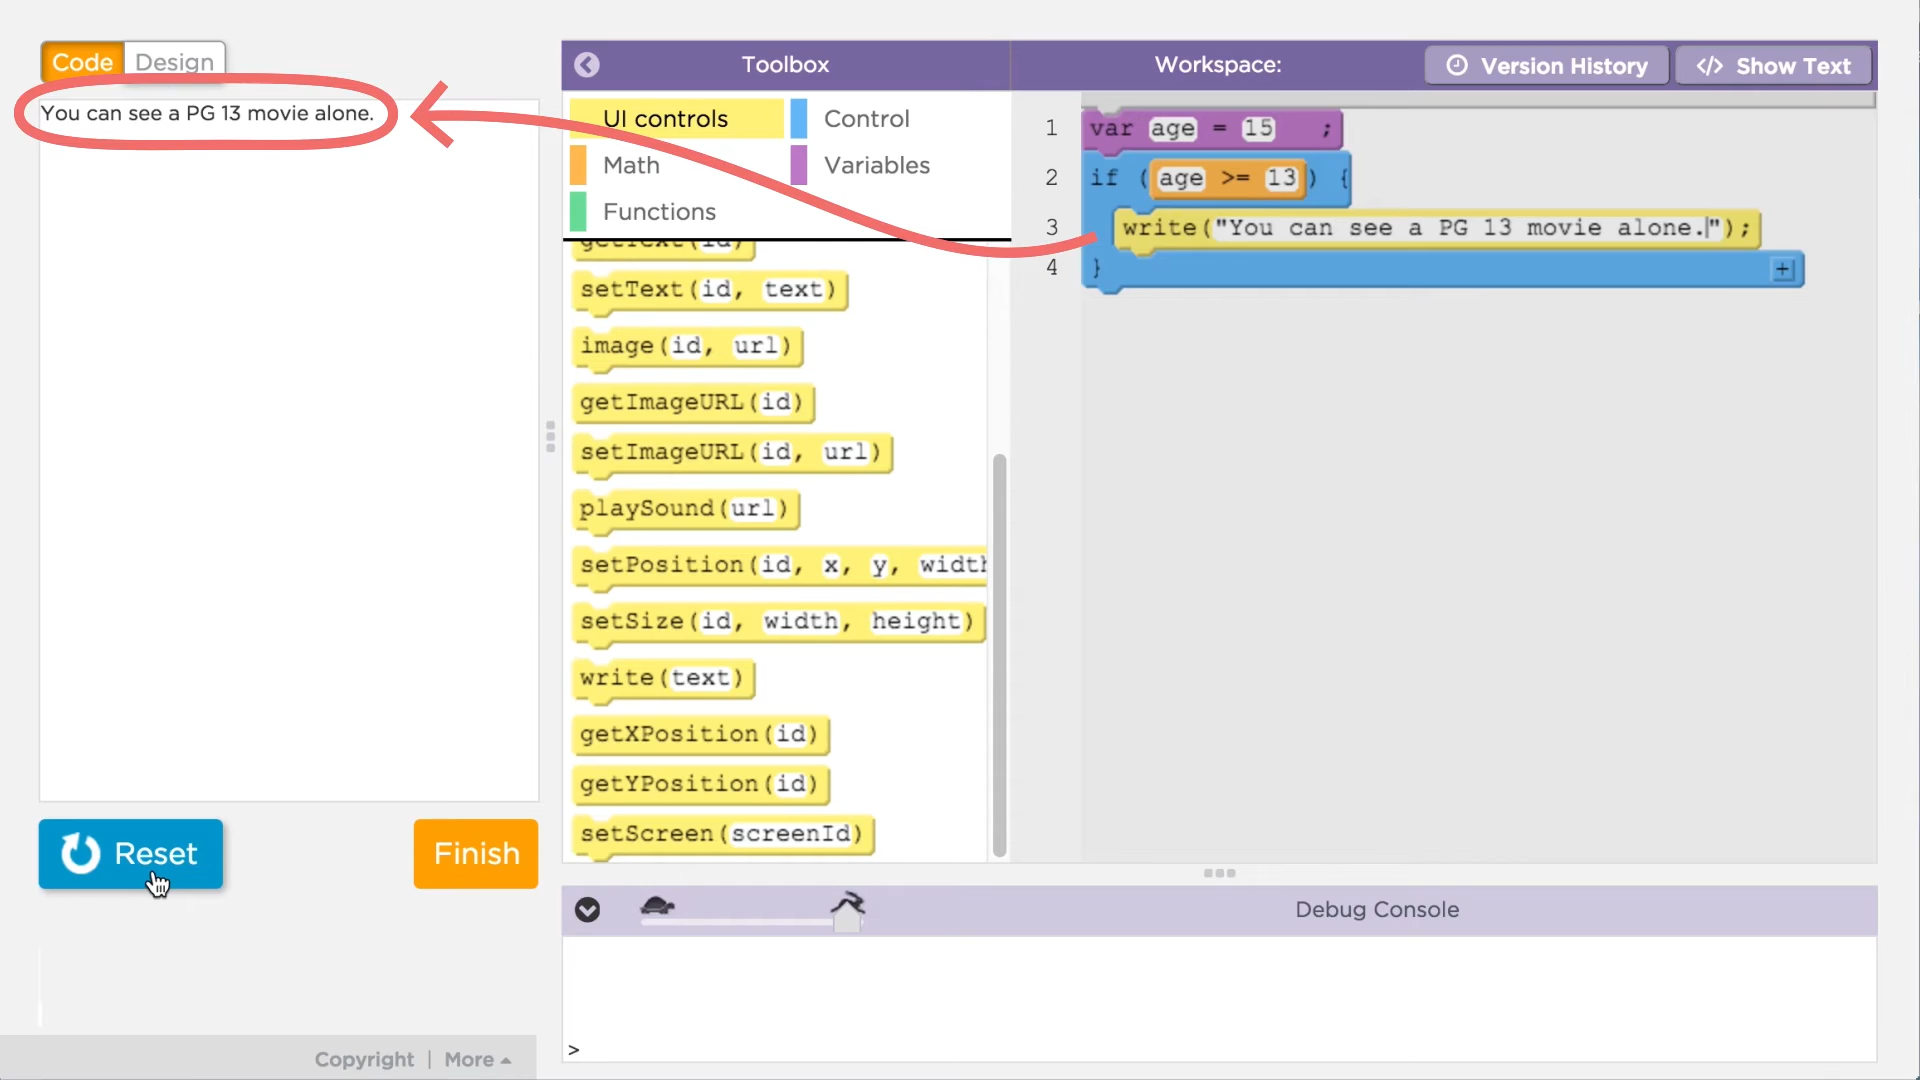 Code Design
You can see a PG 13 movie alone.
Reset
Finish
Copyright | More
Toolbox
UI controls
Control
Math
Variables
Functions
getText(id)
setText(id, text)
image(id, url)
getImageURL(id)
setImageURL(id, url)
playSound(url)
setPosition(id, x, y, width
setSize(id, width, height)
write(text)
getXPosition(id)
getYPosition(id)
setScreen(screenId)
Workspace:
Version History
</> Show Text
1 var age = 15 ;
2 if (age >= 13) {
3 write("You can see a PG 13 movie alone.");
4 }
+
Debug Console
>